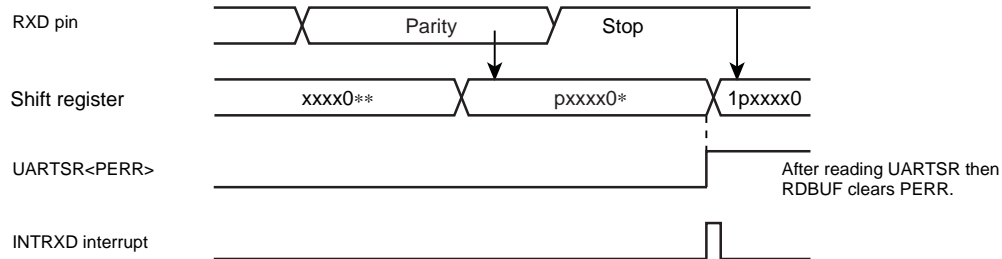 RXD pin
Parity
Stop
Shift register
xxxx0**
pxxxx0*
1pxxxx0
UARTSR<PERR>
After reading UARTSR then
RDBUF clears PERR.
INTRXD interrupt